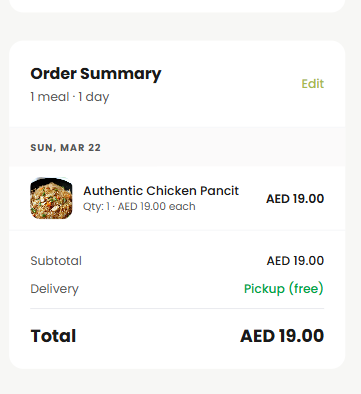 Order Summary
Edit
1 meal · 1 day
SUN, MAR 22
Authentic Chicken Pancit
AED 19.00
Qty: 1 · AED 19.00 each
Subtotal AED 19.00
Delivery Pickup (free)
Total AED 19.00